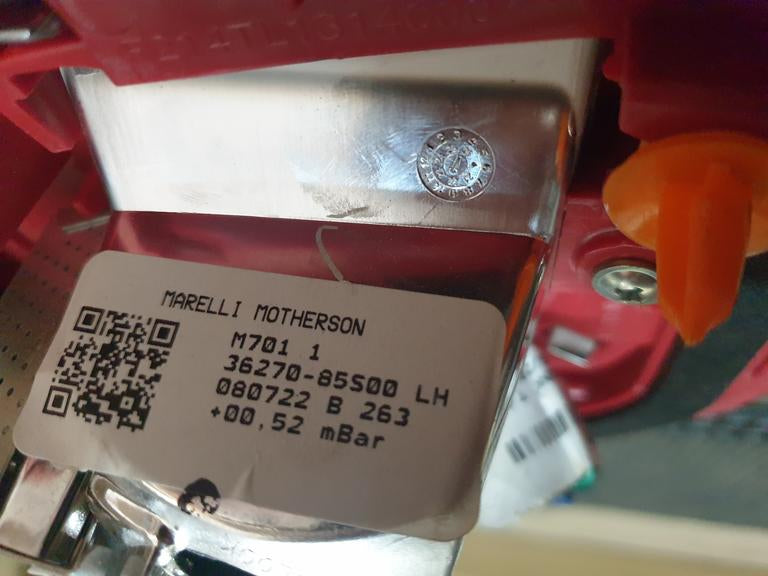 MARELLI MOTHERSON
M701 1
36270-85S00 LH
080722 B 263
+00,52 mBar